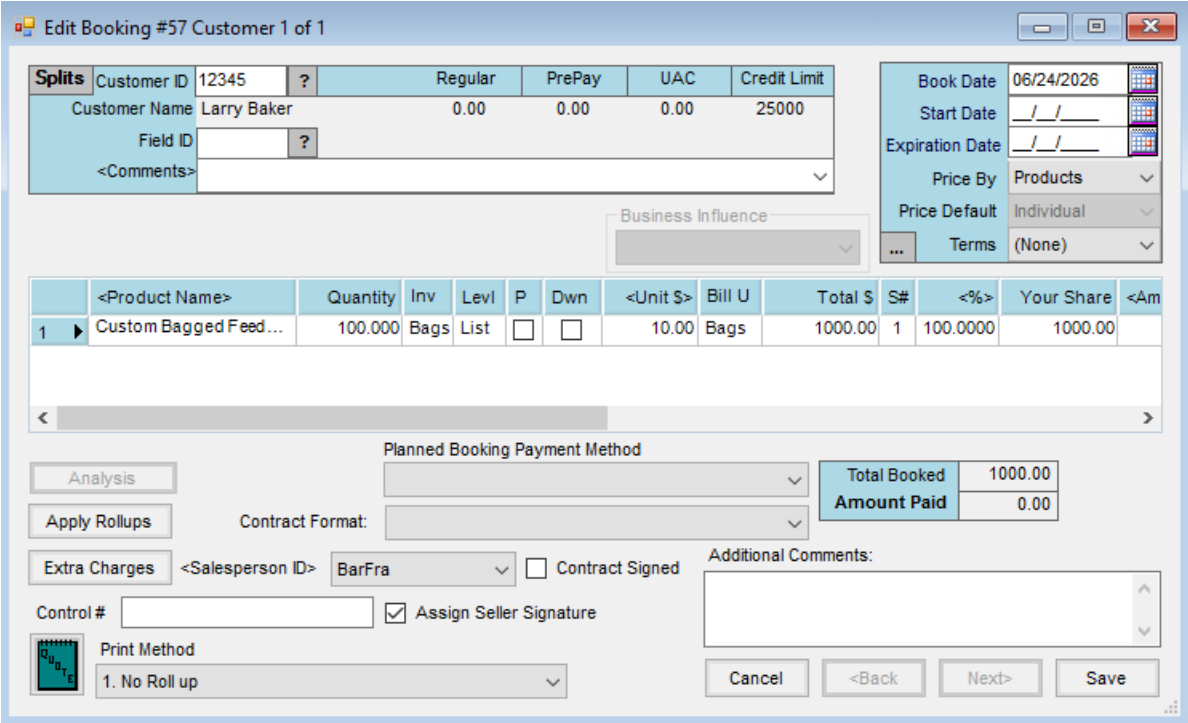 Edit Booking #57 Customer 1 of 1
Splits Customer ID 12345 ? Regular PrePay UAC Credit Limit
Customer Name Larry Baker 0.00 0.00 0.00 25000
Field ID ?
<Comments>
Book Date 06/24/2026
Start Date _/_/____
Expiration Date _/_/____
Price By Products
Price Default Individual
... Terms (None)
Business Influence
<Product Name> Quantity Inv Levl P Dwn <Unit $> Bill U Total $ S# <%> Your Share <Am
1 Custom Bagged Feed... 100.000 Bags List 10.00 Bags 1000.00 1 100.0000 1000.00
Planned Booking Payment Method
Analysis
Total Booked 1000.00
Amount Paid 0.00
Apply Rollups Contract Format:
Extra Charges <Salesperson ID> BarFra Contract Signed
Additional Comments:
Control # Assign Seller Signature
QUOTE
Print Method
1. No Roll up
Cancel <Back Next> Save